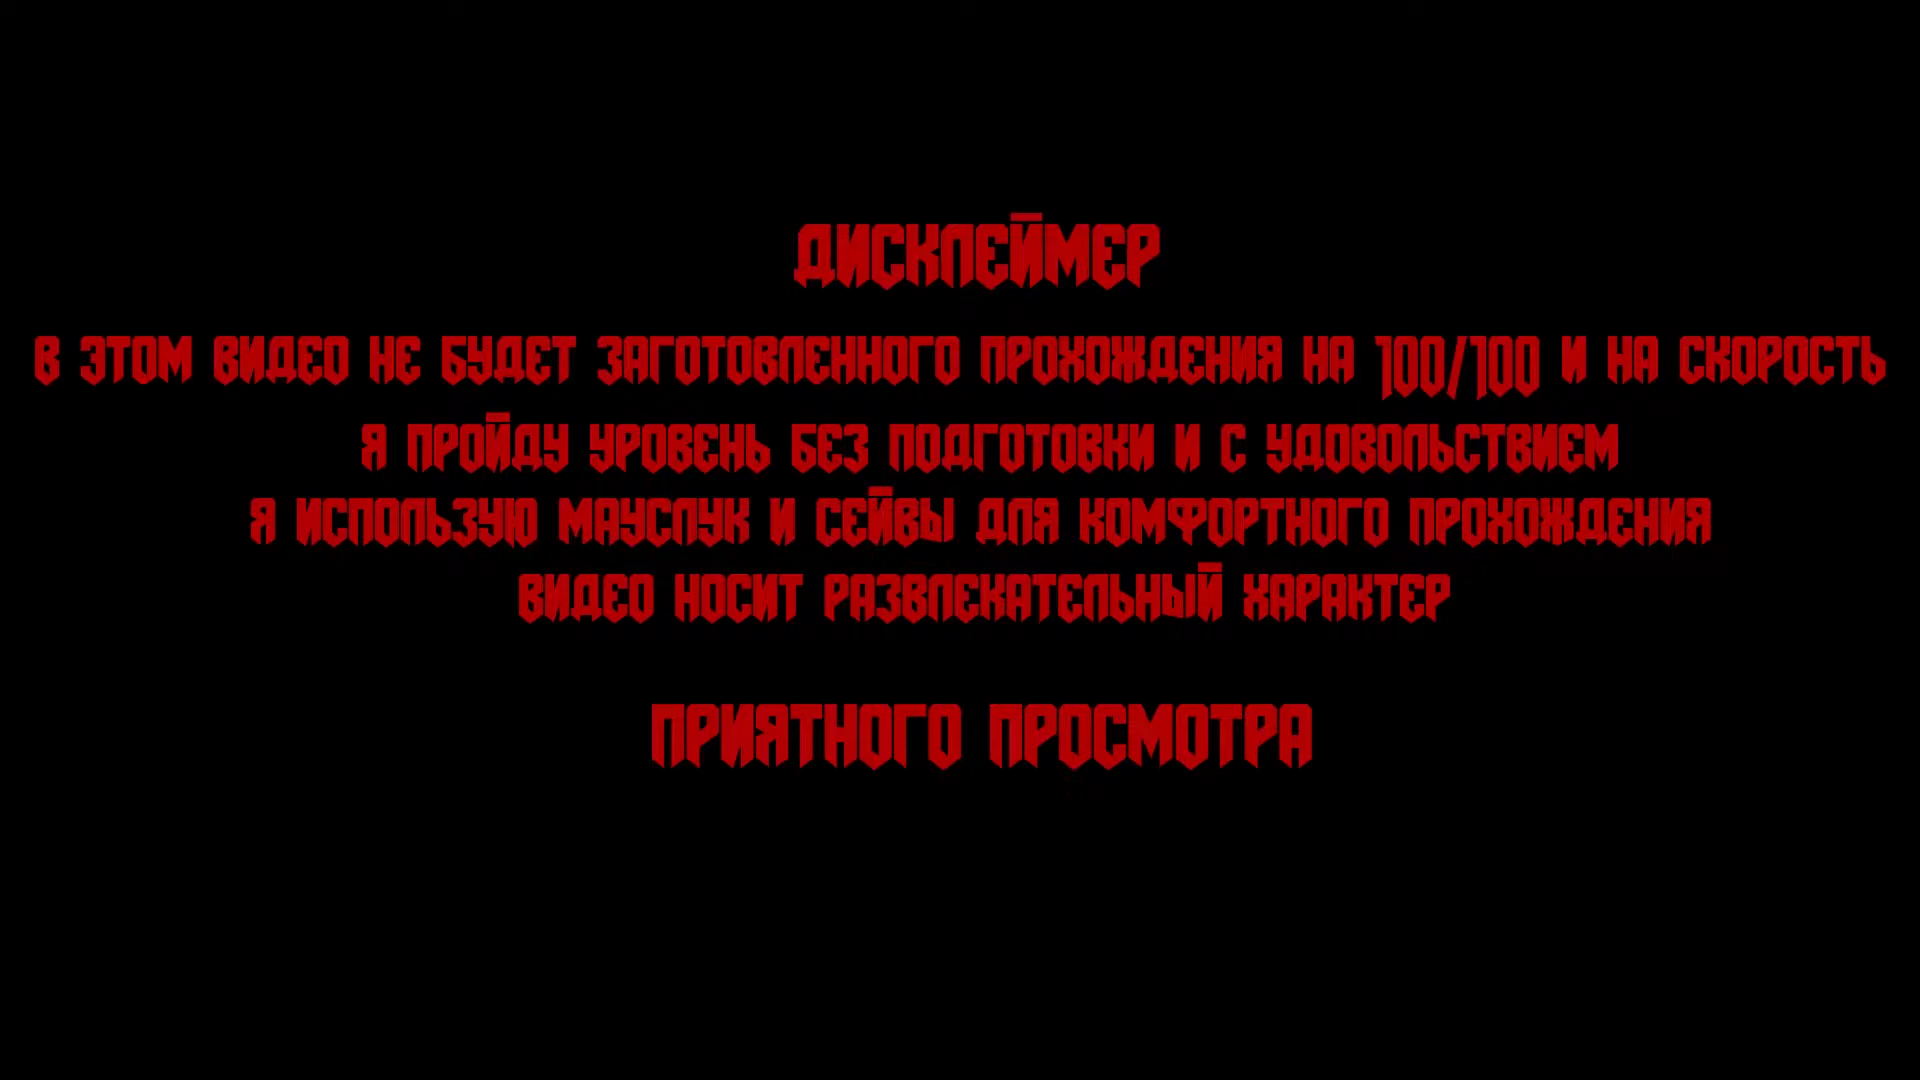 ДИСКЛЕЙМЕР
В ЭТОМ ВИДЕО НЕ БУДЕТ ЗАГОТОВЛЕННОГО ПРОХОЖДЕНИЯ НА 100/100 И НА СКОРОСТЬ
Я ПРОЙДУ УРОВЕНЬ БЕЗ ПОДГОТОВКИ И С УДОВОЛЬСТВИЕМ
Я ИСПОЛЬЗУЮ МАУСЛУК И СЕЙВЫ ДЛЯ КОМФОРТНОГО ПРОХОЖДЕНИЯ
ВИДЕО НОСИТ РАЗВЛЕКАТЕЛЬНЫЙ ХАРАКТЕР
ПРИЯТНОГО ПРОСМОТРА